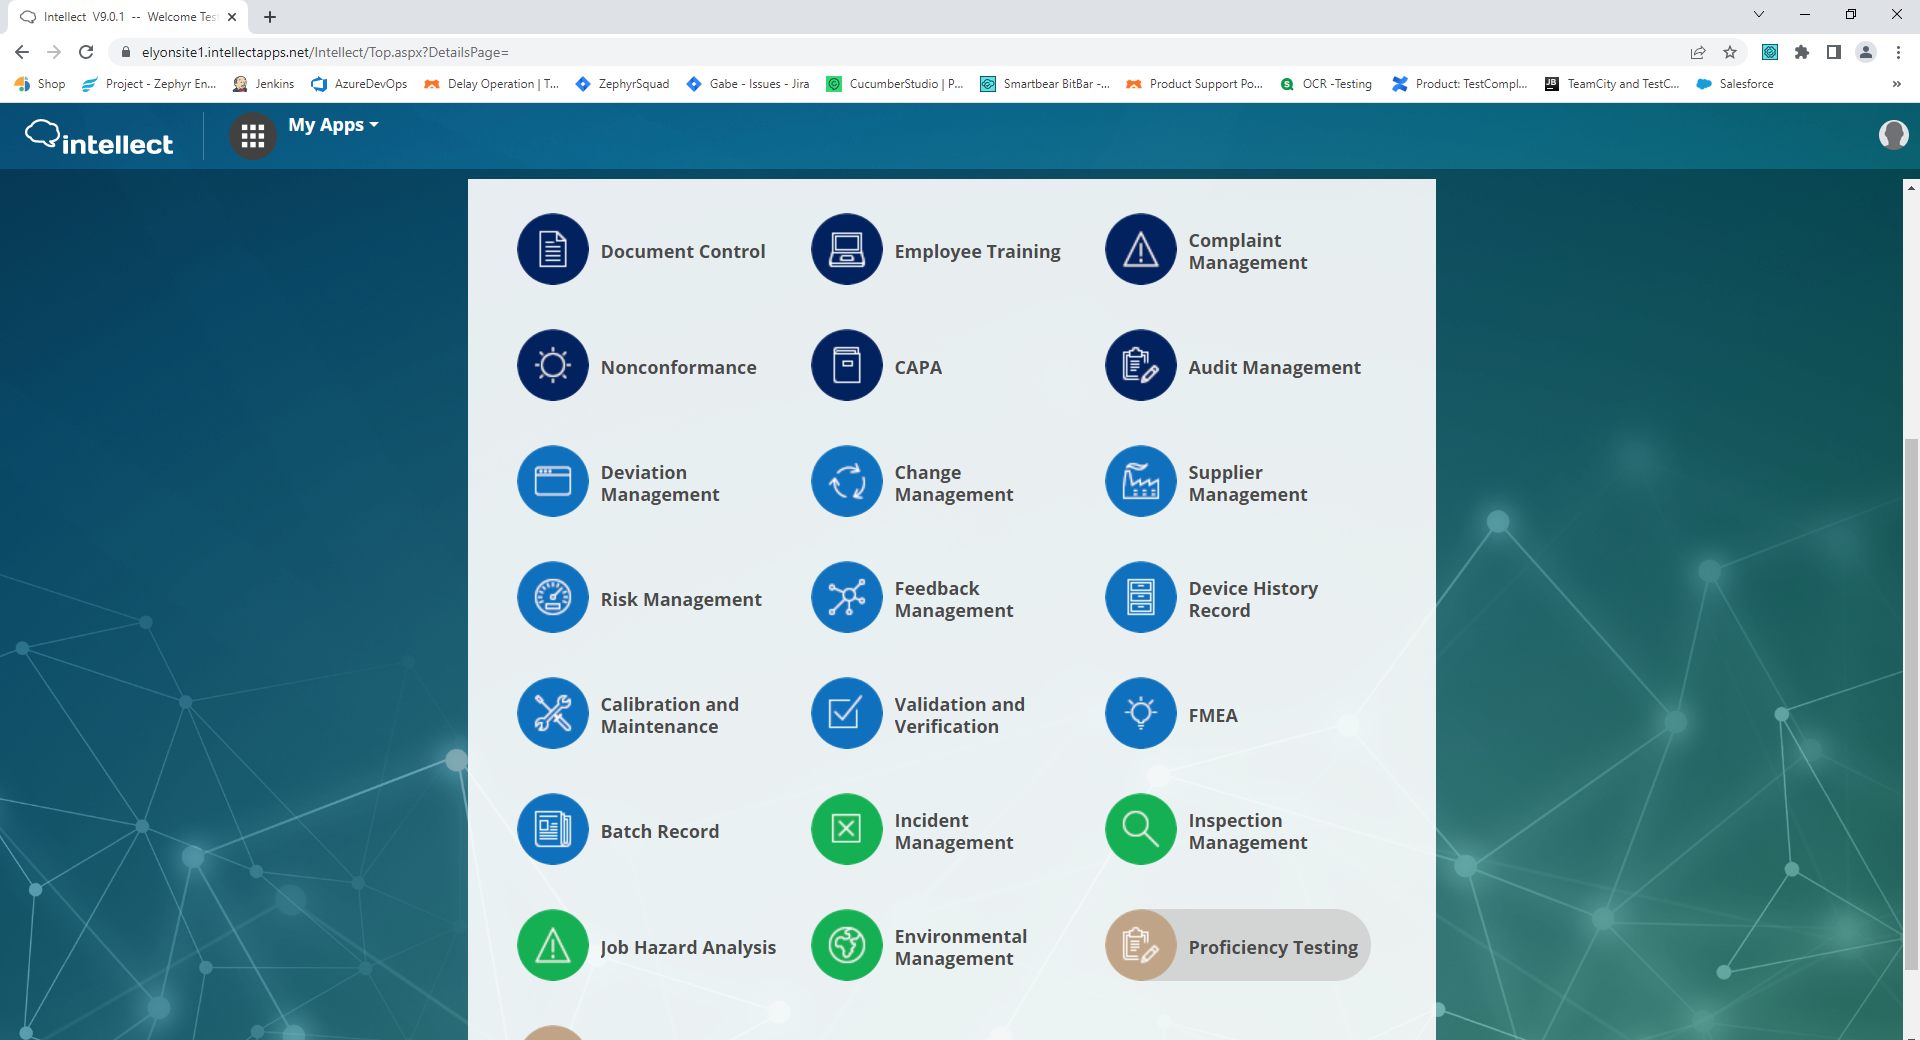 Intellect V9.0.1 -- Welcome Tes
elyonsite1.intellectapps.net/Intellect/Top.aspx?DetailsPage=
Shop
Project - Zephyr En...
Jenkins
AzureDevOps
Delay Operation | T...
ZephyrSquad
Gabe - Issues - Jira
CucumberStudio | P...
Smartbear BitBar -...
Product Support Po...
OCR -Testing
Product: TestCompl...
TeamCity and TestC...
Salesforce
»
intellect
My Apps
Document Control
Employee Training
Complaint
Management
Nonconformance
CAPA
Audit Management
Deviation
Management
Change
Management
Supplier
Management
Risk Management
Feedback
Management
Device History
Record
Calibration and
Maintenance
Validation and
Verification
FMEA
Batch Record
Incident
Management
Inspection
Management
Job Hazard Analysis
Environmental
Management
Proficiency Testing